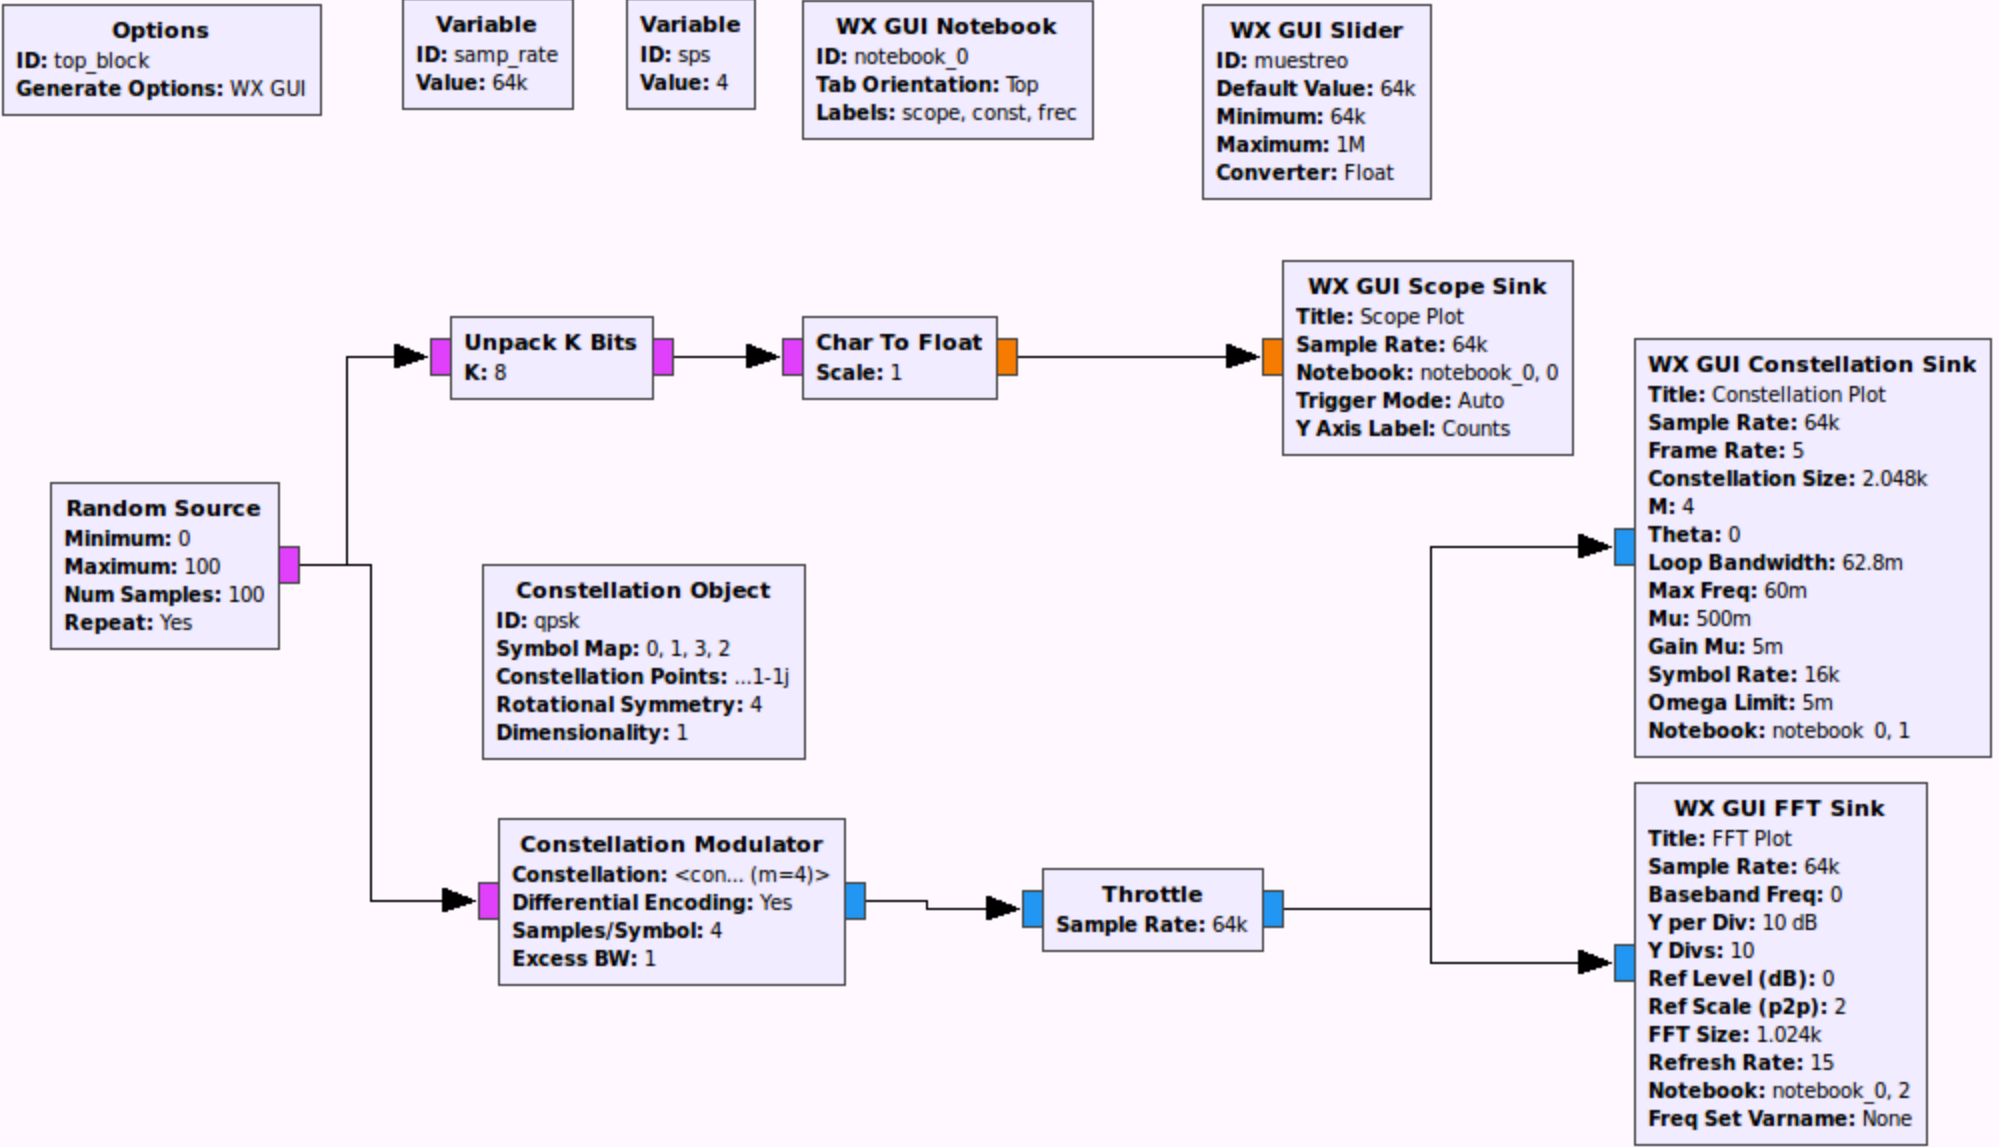 Options
ID: top_block
Generate Options: WX GUI
Variable
ID: samp_rate
Value: 64k
Variable
ID: sps
Value: 4
WX GUI Notebook
ID: notebook_0
Tab Orientation: Top
Labels: scope, const, frec
WX GUI Slider
ID: muestreo
Default Value: 64k
Minimum: 64k
Maximum: 1M
Converter: Float
Unpack K Bits
K: 8
Char To Float
Scale: 1
WX GUI Scope Sink
Title: Scope Plot
Sample Rate: 64k
Notebook: notebook_0, 0
Trigger Mode: Auto
Y Axis Label: Counts
WX GUI Constellation Sink
Title: Constellation Plot
Sample Rate: 64k
Frame Rate: 5
Constellation Size: 2.048k
M: 4
Theta: 0
Loop Bandwidth: 62.8m
Max Freq: 60m
Mu: 500m
Gain Mu: 5m
Symbol Rate: 16k
Omega Limit: 5m
Notebook: notebook 0, 1
Random Source
Minimum: 0
Maximum: 100
Num Samples: 100
Repeat: Yes
Constellation Object
ID: qpsk
Symbol Map: 0, 1, 3, 2
Constellation Points: ...1-1j
Rotational Symmetry: 4
Dimensionality: 1
Constellation Modulator
Constellation: <con... (m=4)>
Differential Encoding: Yes
Samples/Symbol: 4
Excess BW: 1
Throttle
Sample Rate: 64k
WX GUI FFT Sink
Title: FFT Plot
Sample Rate: 64k
Baseband Freq: 0
Y per Div: 10 dB
Y Divs: 10
Ref Level (dB): 0
Ref Scale (p2p): 2
FFT Size: 1.024k
Refresh Rate: 15
Notebook: notebook_0, 2
Freq Set Varname: None